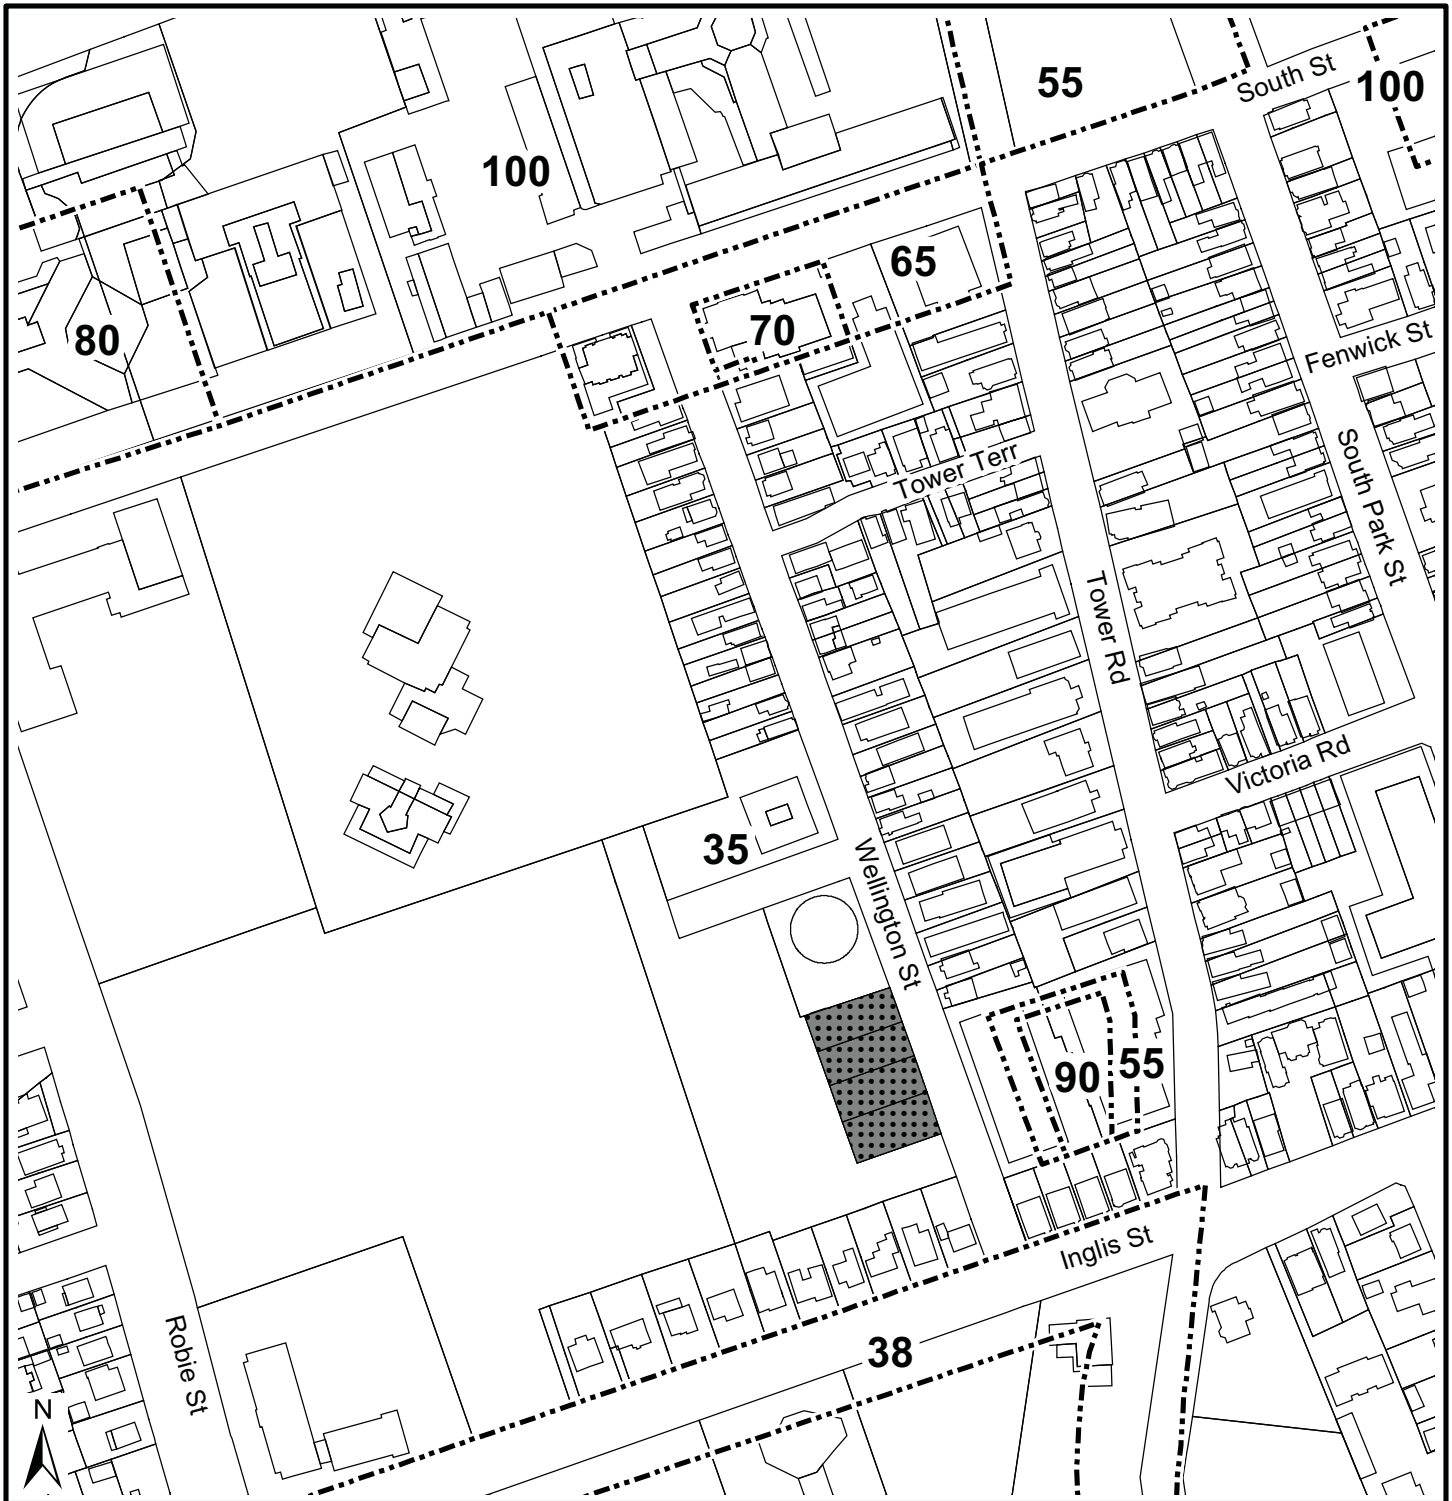 55
South St
100
100
65
70
80
Fenwick St
Tower Terr
South Park St
Tower Rd
Victoria Rd
35
Wellington St
90
55
Inglis St
38
Robie St
N